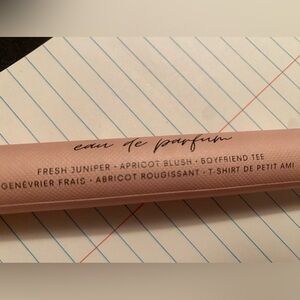 eau de parfum
FRESH JUNIPER • APRICOT BLUSH • BOYFRIEND TEE
GENÉVRIER FRAIS • ABRICOT ROUGISSANT • T-SHIRT DE PETIT AMI